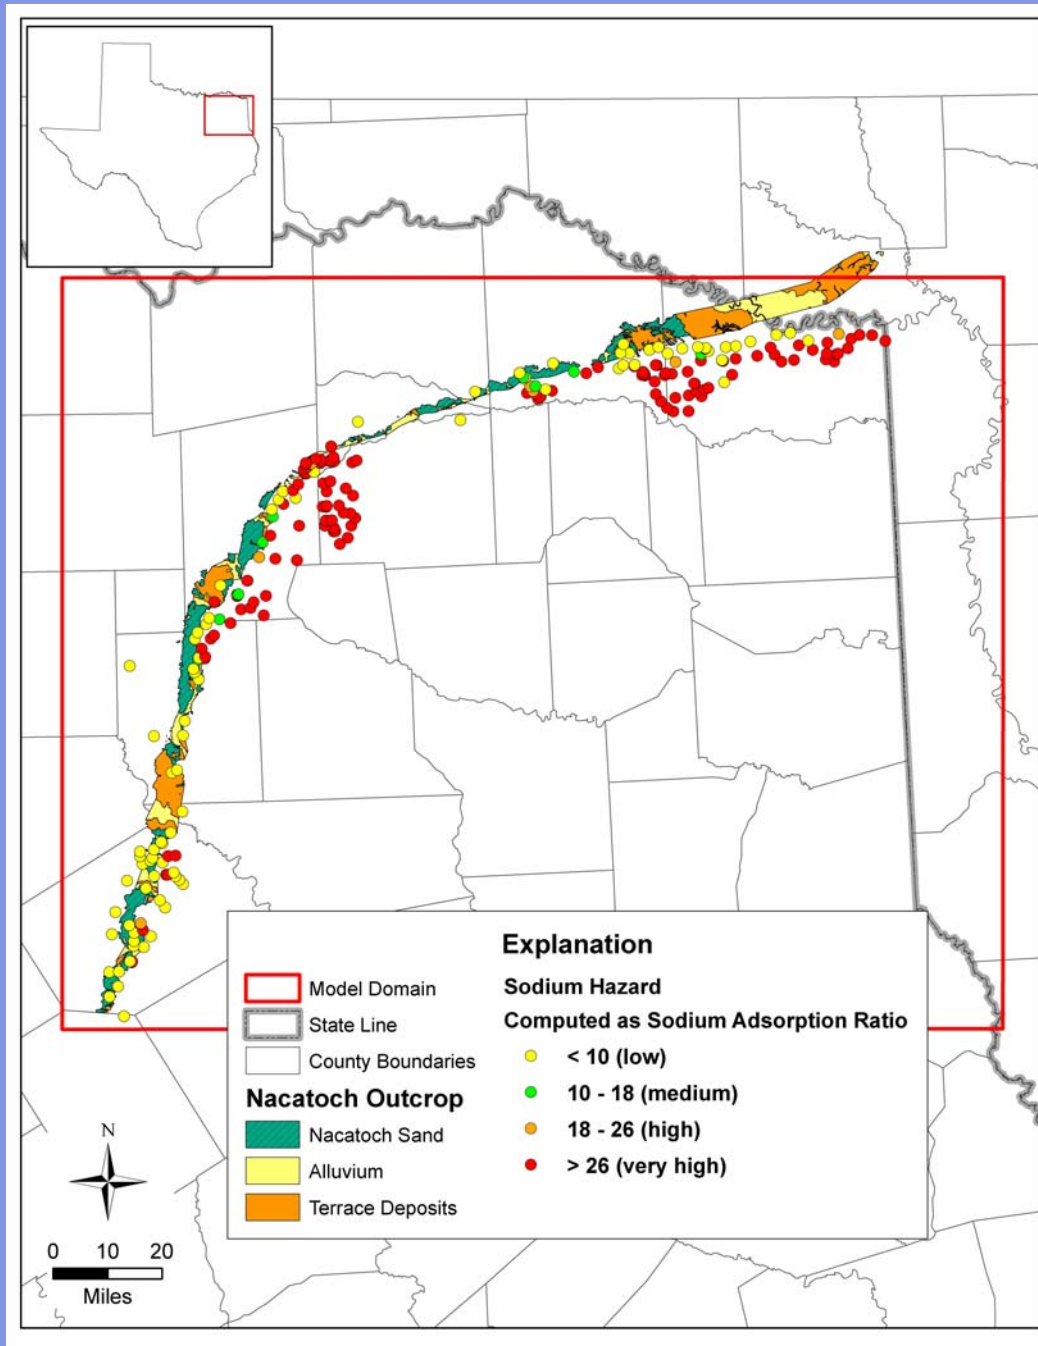 Explanation
Model Domain
State Line
County Boundaries
Nacatoch Outcrop
Nacatoch Sand
Alluvium
Terrace Deposits
Sodium Hazard
Computed as Sodium Adsorption Ratio
< 10 (low)
10 - 18 (medium)
18 - 26 (high)
> 26 (very high)
N
0 10 20
Miles